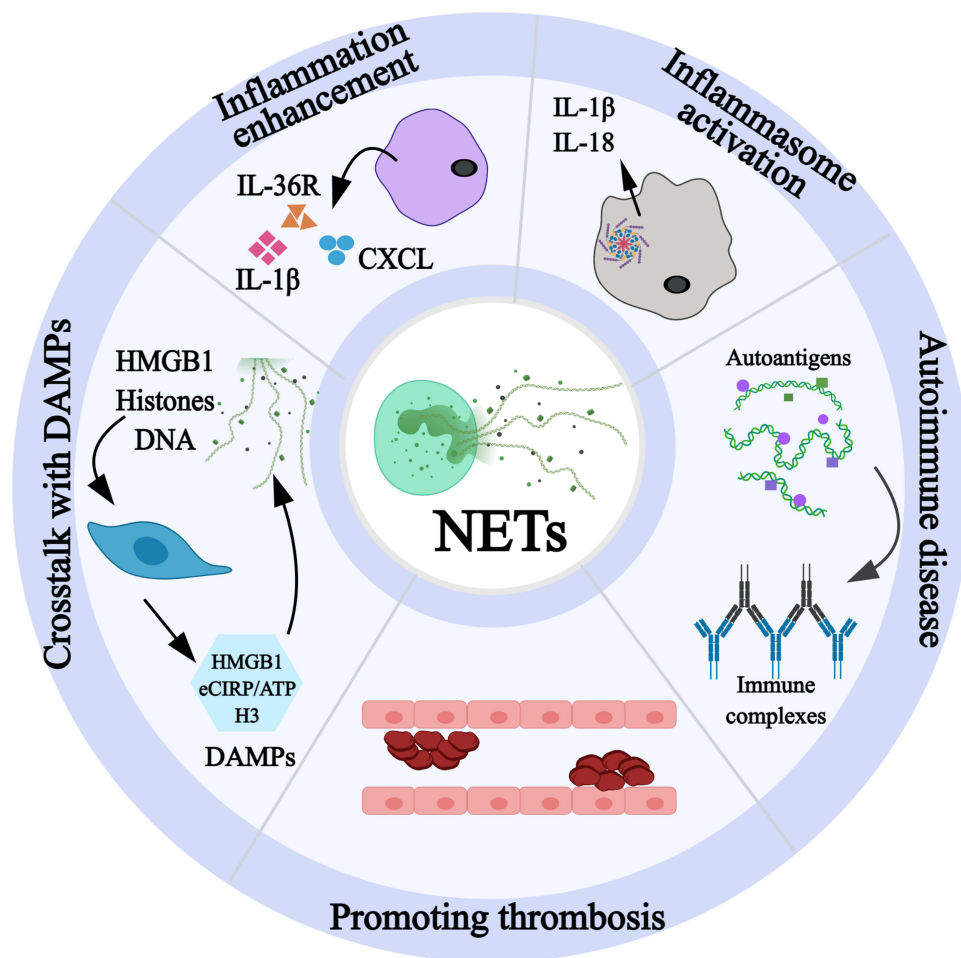 Inflammation
enhancement
IL-36R
IL-1β
CXCL
Inflammasome
activation
IL-1β
IL-18
Autoimmune disease
Autoantigens
Immune
complexes
Promoting thrombosis
Crosstalk with DAMPs
HMGB1
Histones
DNA
HMGB1
eCIRP/ATP
H3
DAMPs
NETs